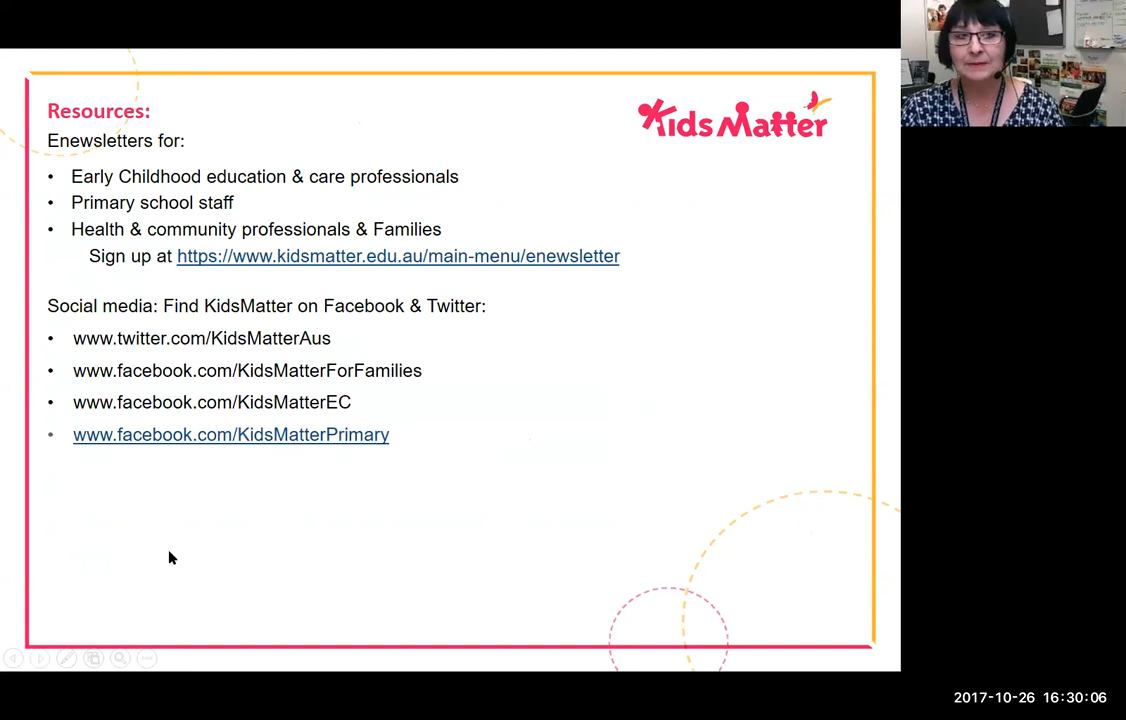 Resources:
KidsMatter
Enewsletters for:
• Early Childhood education & care professionals
• Primary school staff
• Health & community professionals & Families
Sign up at https://www.kidsmatter.edu.au/main-menu/enewsletter
Social media: Find KidsMatter on Facebook & Twitter:
• www.twitter.com/KidsMatterAus
• www.facebook.com/KidsMatterForFamilies
• www.facebook.com/KidsMatterEC
• www.facebook.com/KidsMatterPrimary
2017-10-26 16:30:06